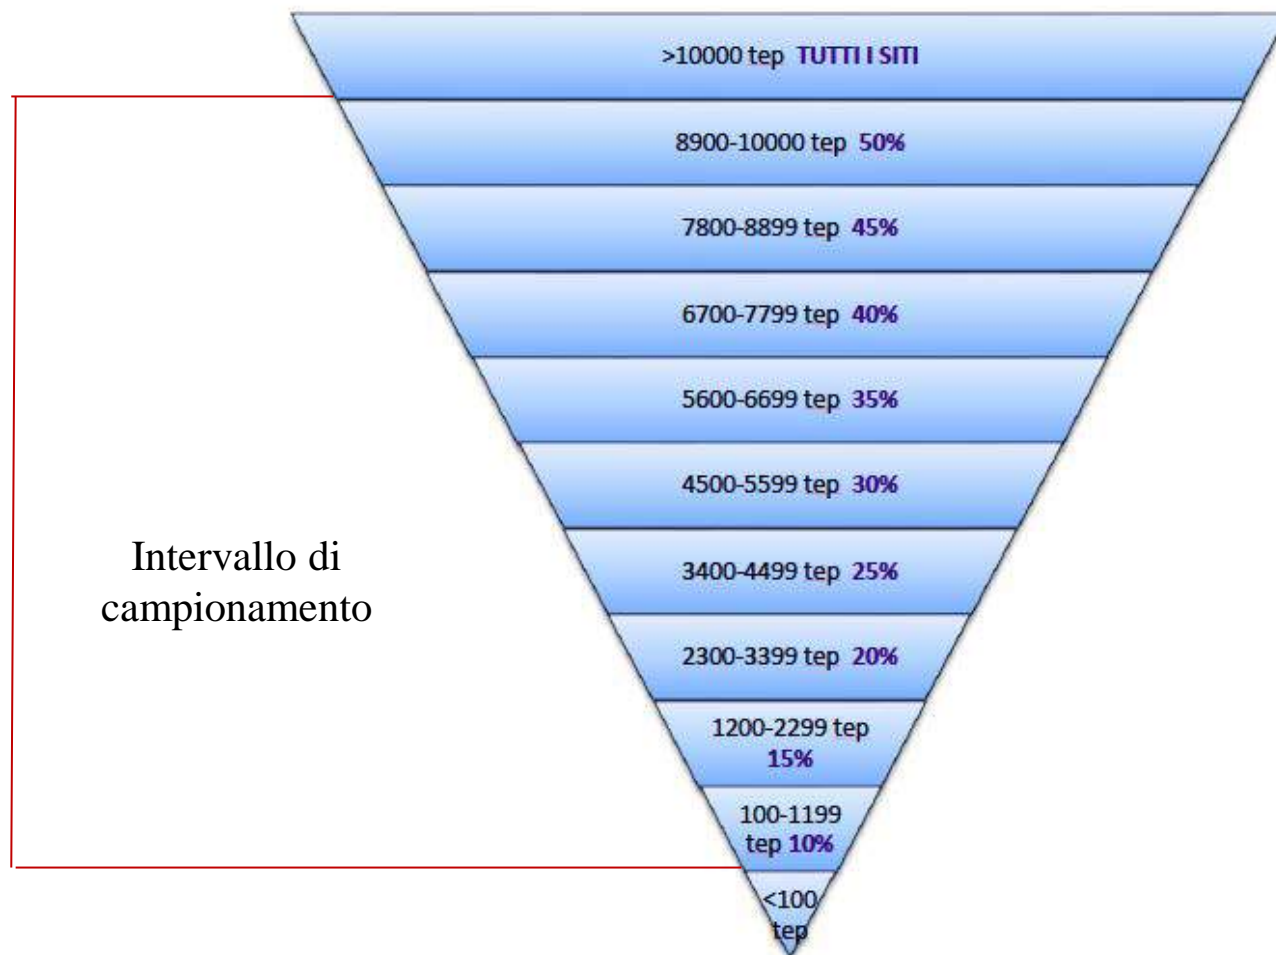 >10000 tep TUTTI I SITI
8900-10000 tep 50%
7800-8899 tep 45%
6700-7799 tep 40%
5600-6699 tep 35%
4500-5599 tep 30%
Intervallo di
campionamento
3400-4499 tep 25%
2300-3399 tep 20%
1200-2299 tep
15%
100-1199
tep 10%
<100
tep